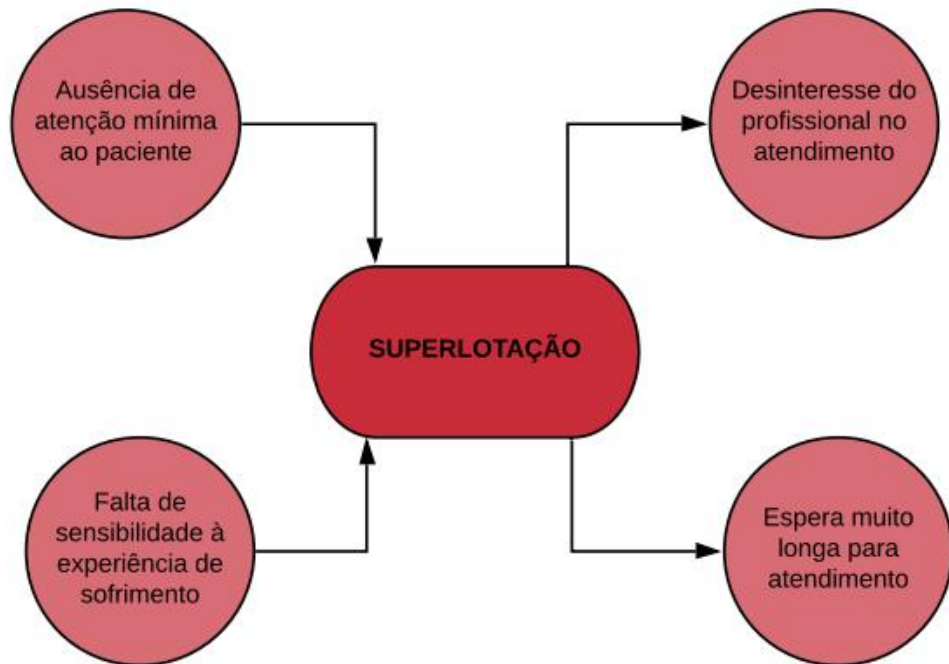 Ausência de
atenção mínima
ao paciente
Desinteresse do
profissional no
atendimento
SUPERLOTAÇÃO
Falta de
sensibilidade à
experiência de
sofrimento
Espera muito
longa para
atendimento